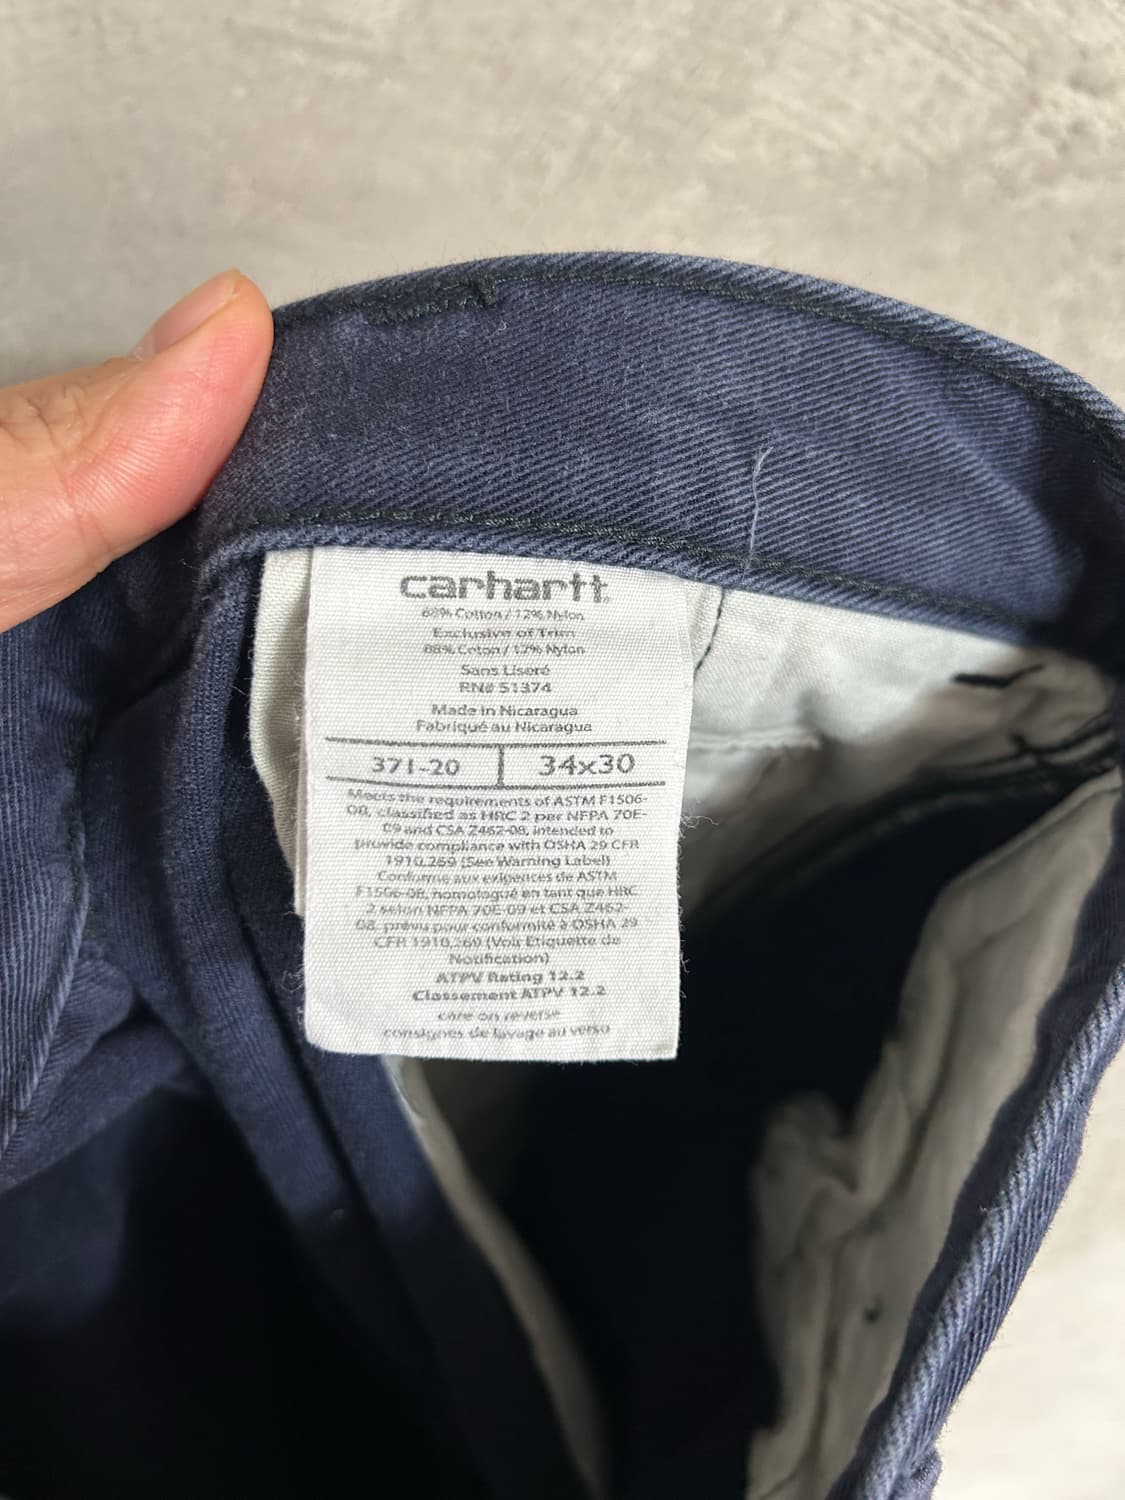 carhartt.
88% Cotton / 12% Nylon
Exclusive of Trim
88% Coton / 12% Nylon
Sans Liseré
RN# 51374
Made in Nicaragua
Fabriqué au Nicaragua
371-20 34x30
Meets the requirements of ASTM F1506-
08, classified as HRC 2 per NFPA 70E-
09 and CSA Z462-08, intended to
provide compliance with OSHA 29 CFR
1910.269 (See Warning Label)
Conforme aux exigences de ASTM
F1506-08, homologué en tant que HRC
2 selon NFPA 70E-09 et CSA Z462-
08, prévu pour conformité à OSHA 29
CFR 1910.269 (Voir Étiquette de
Notification)
ATPV Rating 12.2
Classement ATPV 12.2
care on reverse
consignes de lavage au verso